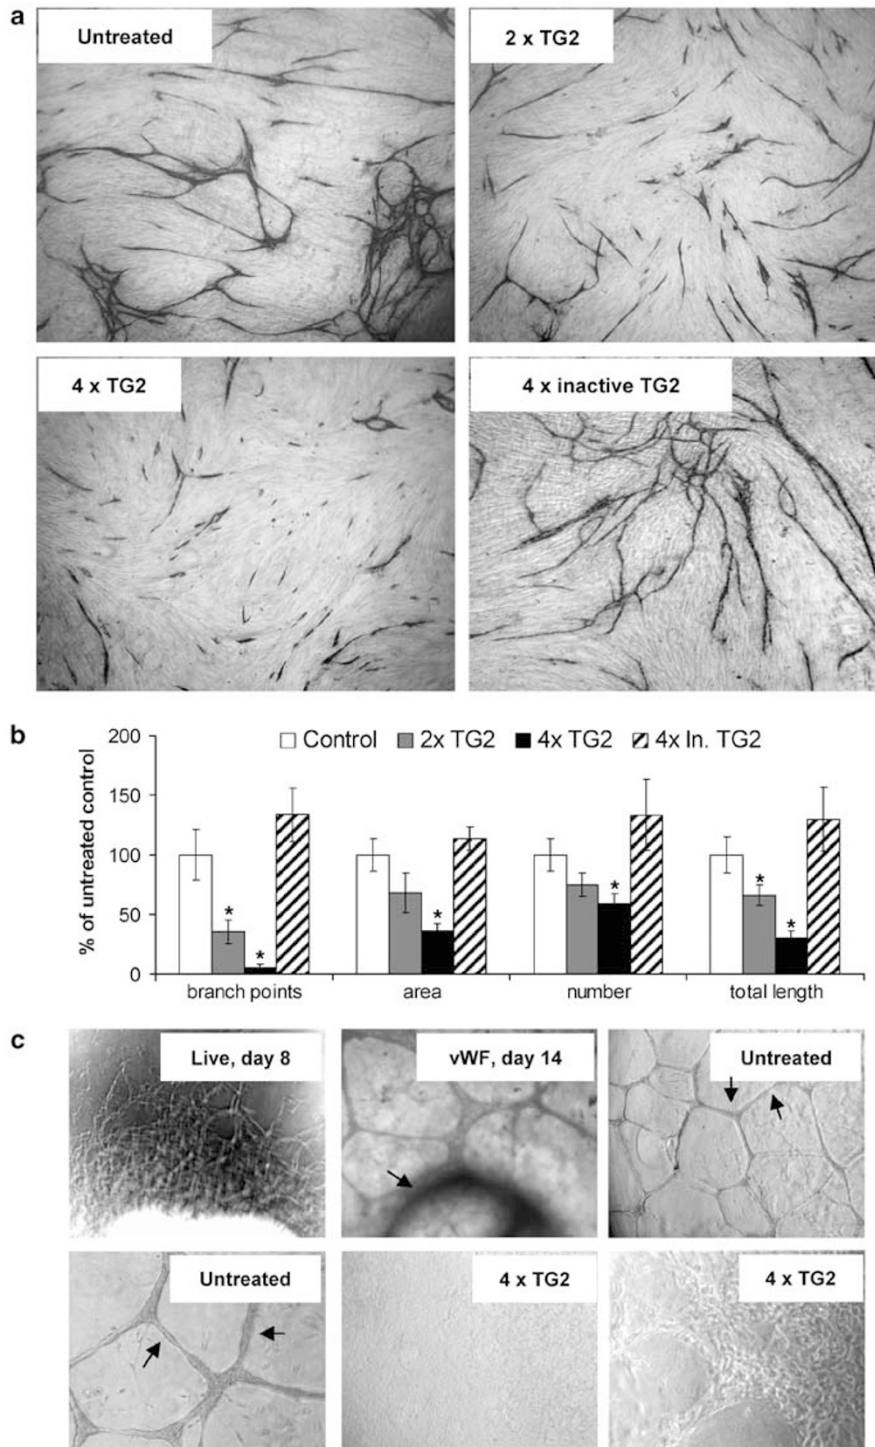 a
Untreated
2 x TG2
4 x TG2
4 x inactive TG2
b
% of untreated control
200
150
100
50
0
Control
2x TG2
4x TG2
4x In. TG2
*
*
*
*
*
*
branch points
area
number
total length
c
Live, day 8
vWF, day 14
Untreated
Untreated
4 x TG2
4 x TG2